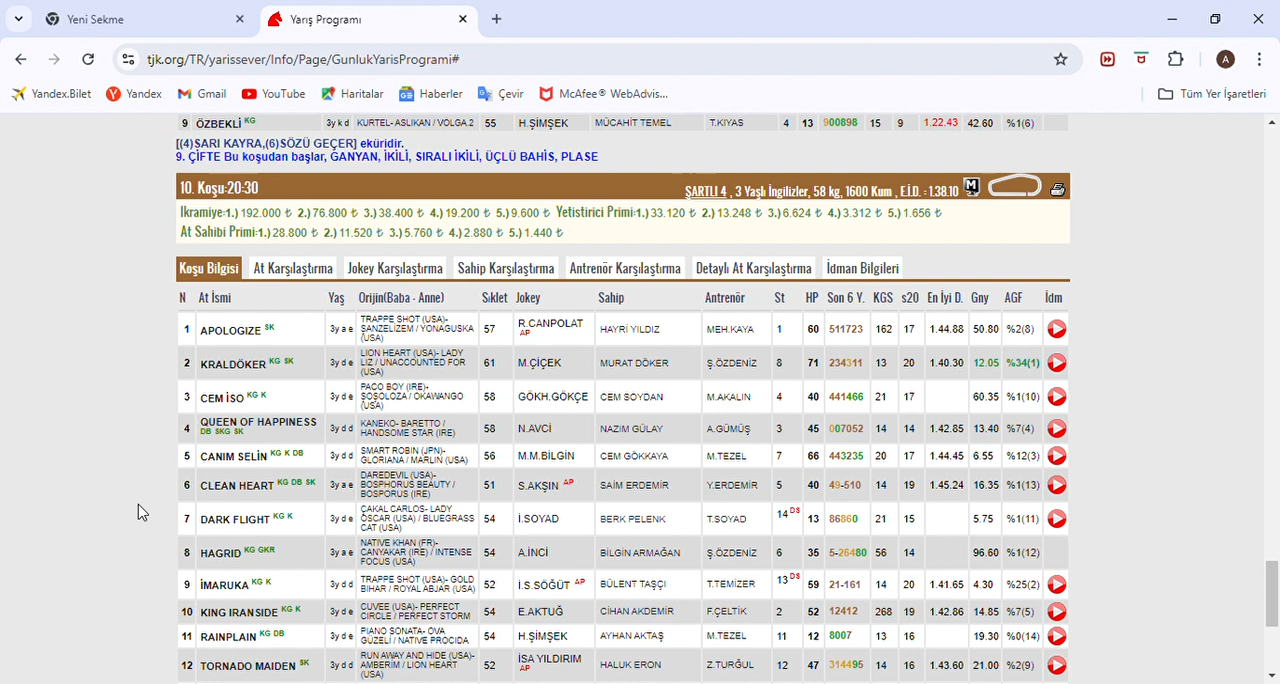 Yeni Sekme
Yarış Programı
tjk.org/TR/yarissever/Info/Page/GunlukYarisProgrami#
A
Yandex.Bilet Yandex Gmail YouTube Haritalar Haberler Çevir McAfee® WebAdvis... Tüm Yer İşaretleri
9 ÖZBEKLİ KG 3y k d KURTEL- ASLIKAN / VOLGA 2 55 H.ŞİMŞEK MÜCAHİT TEMEL T.KIYAS 4 13 900898 15 9 1.22.43 42.60 %1(6)
[(4)ŞARI KAYRA,(6)SÖZÜ GEÇER] eküridir.
9. ÇİFTE Bu koşudan başlar, GANYAN, İKİLİ, SIRALI İKİLİ, ÜÇLÜ BAHİS, PLASE
10. Koşu:20:30 ŞARTLI 4 , 3 Yaşlı İngilizler, 58 kg, 1600 Kum , E.İ.D. : 1.38.10 M
Ikramiye:1.) 192.000 ₺ 2.) 76.800 ₺ 3.) 38.400 ₺ 4.) 19.200 ₺ 5.) 9.600 ₺ Yetistirici Primi:1.) 33.120 ₺ 2.) 13.248 ₺ 3.) 6.624 ₺ 4.) 3.312 ₺ 5.) 1.656 ₺
At Sahibi Primi:1.) 28.800 ₺ 2.) 11.520 ₺ 3.) 5.760 ₺ 4.) 2.880 ₺ 5.) 1.440 ₺
Koşu Bilgisi At Karşılaştırma Jokey Karşılaştırma Sahip Karşılaştırma Antrenör Karşılaştırma Detaylı At Karşılaştırma İdman Bilgileri
N At İsmi Yaş Orijin(Baba - Anne) Sıklet Jokey Sahip Antrenör St HP Son 6 Y. KGS s20 En İyi D. Gny AGF İdm
1 APOLOGIZE SK 3y a e TRAPPE SHOT (USA)- SANZELİZEM / YONAGUSKA (USA) 57 R.CANPOLAT AP HAYRİ YILDIZ MEH.KAYA 1 60 511723 162 17 1.44.88 50.80 %2(8)
2 KRALDÖKER KG SK 3y d e LION HEART (USA)- LADY LIZ / UNACCOUNTED FOR (USA) 61 M.ÇİÇEK MURAT DÖKER Ş.ÖZDENİZ 8 71 234311 13 20 1.40.30 12.05 %34(1)
3 CEM İSO KG K 3y d e PACO BOY (IRE)- SOSOLOZA / OKAWANGO (USA) 58 GÖKH.GÖKÇE CEM SOYDAN M.AKALIN 4 40 441466 21 17 60.35 %1(10)
4 QUEEN OF HAPPINESS DB SKG SK 3y d d KANEKO- BARETTO / HANDSOME STAR (IRE) 58 N.AVCİ NAZIM GÜLAY A.GÜMÜŞ 3 45 007052 14 14 1.42.85 13.40 %7(4)
5 CANIM SELİN KG K DB 3y d d SMART ROBIN (JPN)- GLORIANA / MARLIN (USA) 56 M.M.BİLGİN CEM GÖKKAYA M.TEZEL 7 66 443235 20 17 1.44.45 6.55 %12(3)
6 CLEAN HEART KG DB SK 3y a e DAREDEVIL (USA)- BOSPHORUS BEAUTY / BOSPORUS (IRE) 51 S.AKŞIN AP SAİM ERDEMİR Y.ERDEMİR 5 40 49-510 14 19 1.45.24 16.35 %1(13)
7 DARK FLIGHT KG K 3y d e ÇAKAL CARLOS- LADY OSCAR (USA) / BLUEGRASS CAT (USA) 54 İ.SOYAD BERK PELENK T.SOYAD 14 DS 13 86860 21 15 5.75 %1(11)
8 HAGRID KG GKR 3y a e NATIVE KHAN (FR)- CANYAKAR (IRE) / INTENSE FOCUS (USA) 54 A.İNCİ BİLGİN ARMAĞAN Ş.ÖZDENİZ 6 35 5-26480 56 14 96.60 %1(12)
9 İMARUKA KG K 3y d d TRAPPE SHOT (USA)- GOLD BIHAR / ROYAL ABJAR (USA) 52 İ.S.SÖĞÜT AP BÜLENT TAŞÇI T.TEMİZER 13 DS 59 21-161 14 20 1.41.65 4.30 %25(2)
10 KING IRANSIDE KG K 3y d e CUVEE (USA)- PERFECT CIRCLE / PERFECT STORM 54 E.AKTUĞ CİHAN AKDEMİR F.ÇELTİK 2 52 12412 268 19 1.42.86 14.85 %7(5)
11 RAINPLAIN KG DB 3y d e PIANO SONATA- OVA GÜZELİ / NATIVE PROCIDA 54 H.ŞİMŞEK AYHAN AKTAŞ M.TEZEL 11 12 8007 13 16 19.30 %0(14)
12 TORNADO MAIDEN SK 3y d d RUN AWAY AND HIDE (USA)- AMBERİM / LION HEART (USA) 52 İSA YILDIRIM AP HALUK ERON Z.TURĞUL 12 47 314495 14 16 1.43.60 21.00 %2(9)